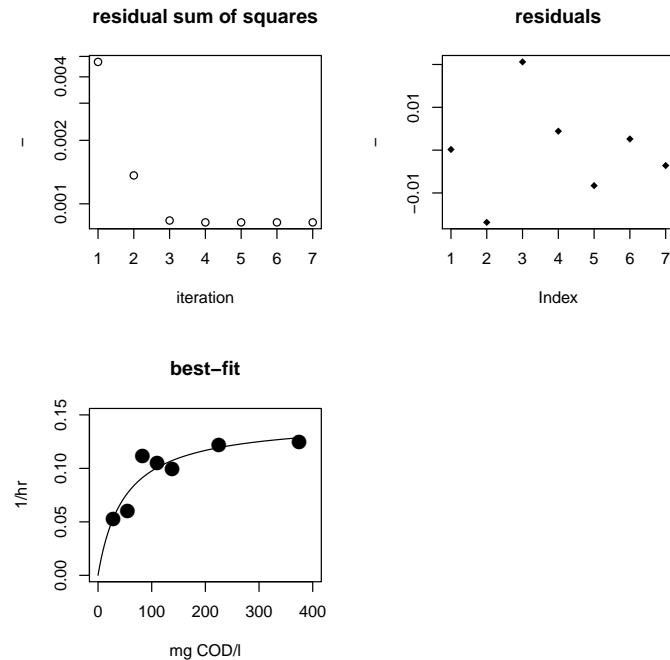 residual sum of squares
−
0.001 0.002 0.004
1 2 3 4 5 6 7
iteration
residuals
−
−0.01 0.01
1 2 3 4 5 6 7
Index
best−fit
1/hr
0.00 0.05 0.10 0.15
0 100 200 300 400
mg COD/l